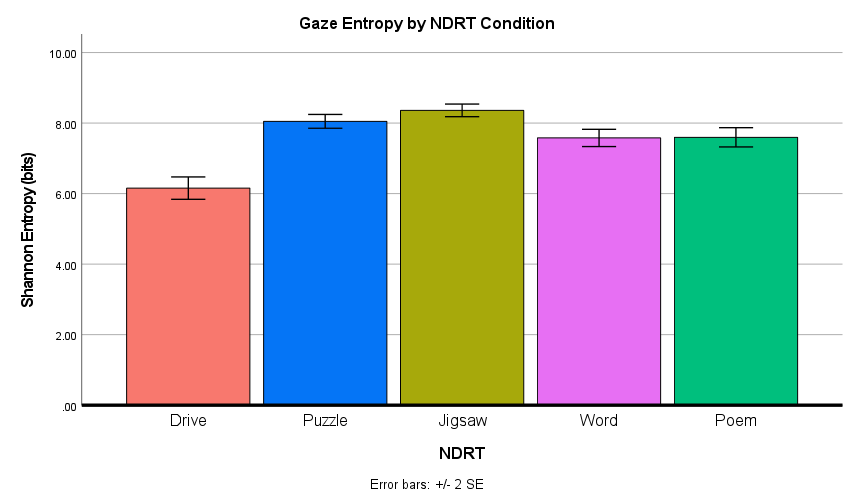 Gaze Entropy by NDRT Condition
10.00
8.00
6.00
4.00
2.00
.00
Shannon Entropy (bits)
Drive Puzzle Jigsaw Word Poem
NDRT
Error bars: +/- 2 SE